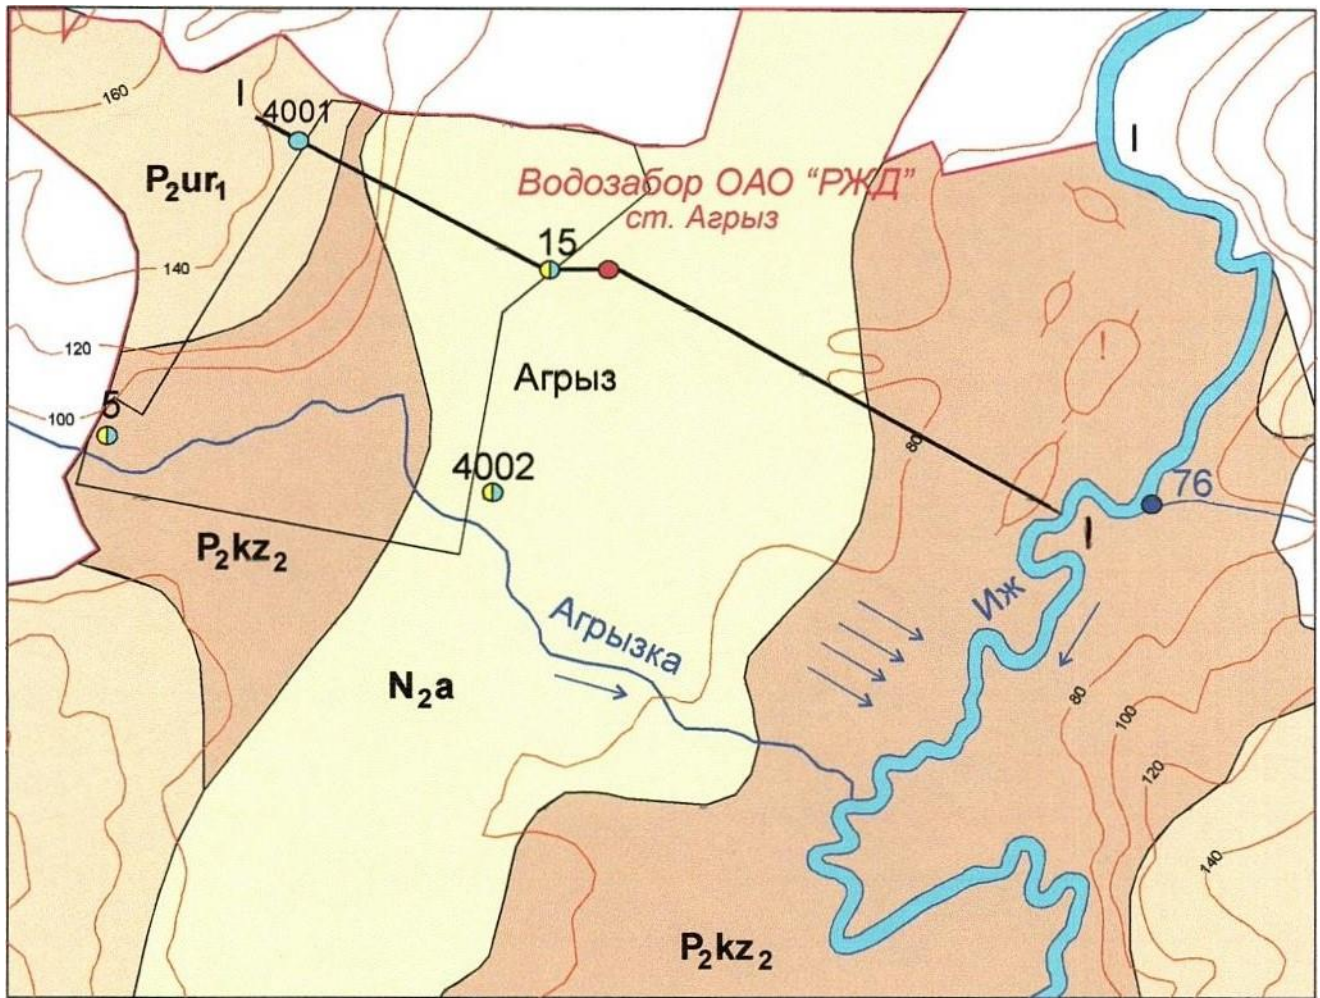 160
I
4001
I
P₂ur₁
Водозабор ОАО "РЖД"
ст. Агрыз
15
140
120
!
Агрыз
100
5
80
4002
76
P₂kz₂
I
Иж
Агрызка
N₂a
80
100
120
140
P₂kz₂